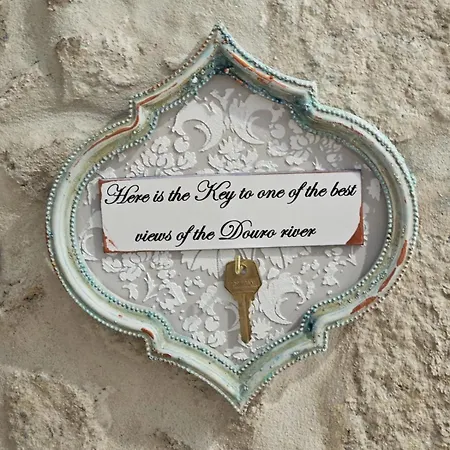 Here is the Key to one of the best
views of the Douro river